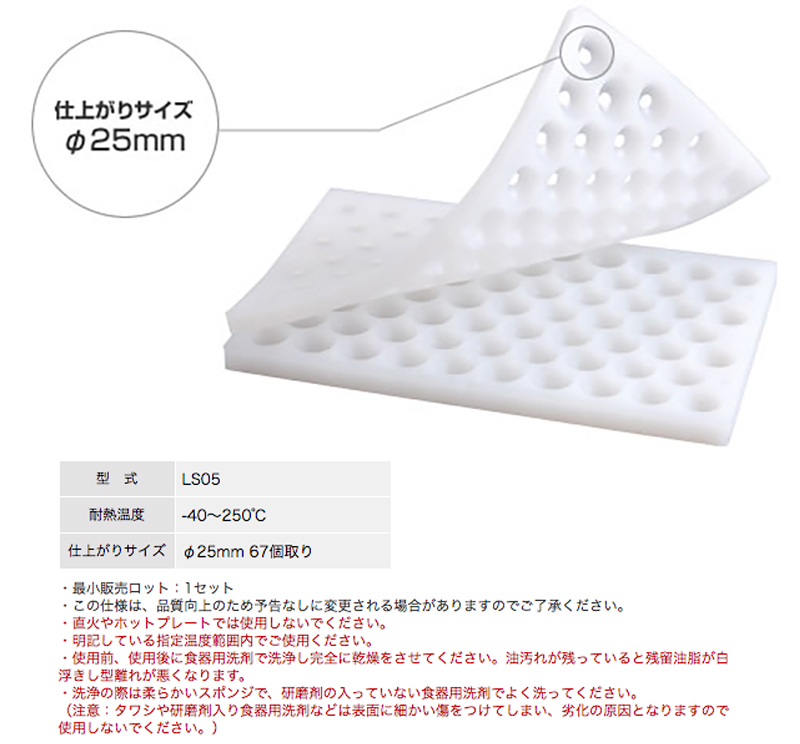 仕上がりサイズ
φ25mm
型　式 LS05
耐熱温度 -40〜250℃
仕上がりサイズ φ25mm 67個取り
・最小販売ロット：1セット
・この仕様は、品質向上のため予告なしに変更される場合がありますのでご了承ください。
・直火やホットプレートでは使用しないでください。
・明記している指定温度範囲内でご使用ください。
・使用前、使用後に食器用洗剤で洗浄し完全に乾燥をさせてください。油汚れが残っていると残留油脂が白
浮きし型離れが悪くなります。
・洗浄の際は柔らかいスポンジで、研磨剤の入っていない食器用洗剤でよく洗ってください。
（注意：タワシや研磨剤入り食器用洗剤などは表面に細かい傷をつけてしまい、劣化の原因となりますので
使用しないでください。）